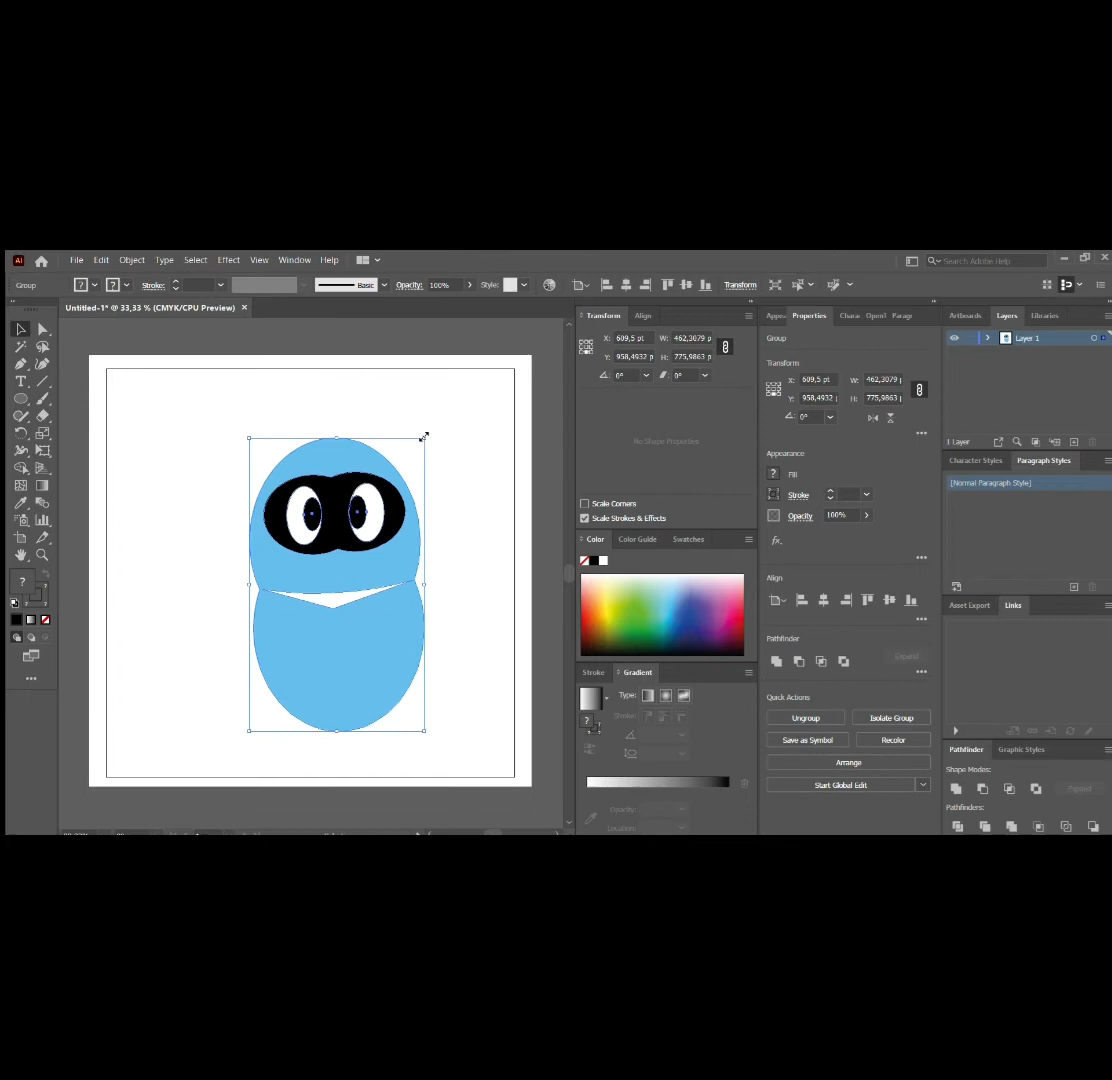 Ai File Edit Object Type Select Effect View Window Help Search Adobe Help
Group ? ? Stroke: Basic Opacity: 100% Style: Transform
Untitled-1* @ 33,33 % (CMYK/CPU Preview) ×
Transform Align
X: 609,5 pt W: 462,3079 p
Y: 958,4932 p H: 775,9863 p
0° 0°
No Shape Properties
Scale Corners
Scale Strokes & Effects
Color Color Guide Swatches
Stroke Gradient
Type:
Stroke:
?
Opacity:
Location:
Appea Properties Chara OpenT Parag
Group
Transform
X: 609,5 pt W: 462,3079 p
Y: 958,4932 p H: 775,9863 p
0°
Appearance
? Fill
Stroke
Opacity 100%
fx.
Align
Pathfinder
Expand
Quick Actions
Ungroup Isolate Group
Save as Symbol Recolor
Arrange
Start Global Edit
Artboards Layers Libraries
Layer 1
1 Layer
Character Styles Paragraph Styles
[Normal Paragraph Style]
Asset Export Links
Pathfinder Graphic Styles
Shape Modes:
Expand
Pathfinders:
T
?
?
?